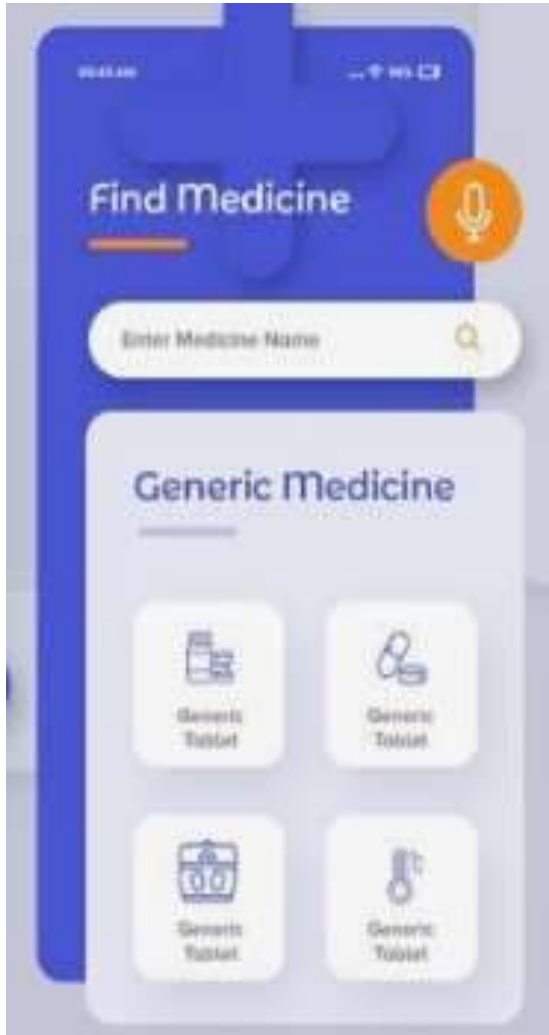 Find Medicine
Enter Medicine Name
Generic Medicine
Generic
Tablet
Generic
Tablet
Generic
Tablet
Generic
Tablet